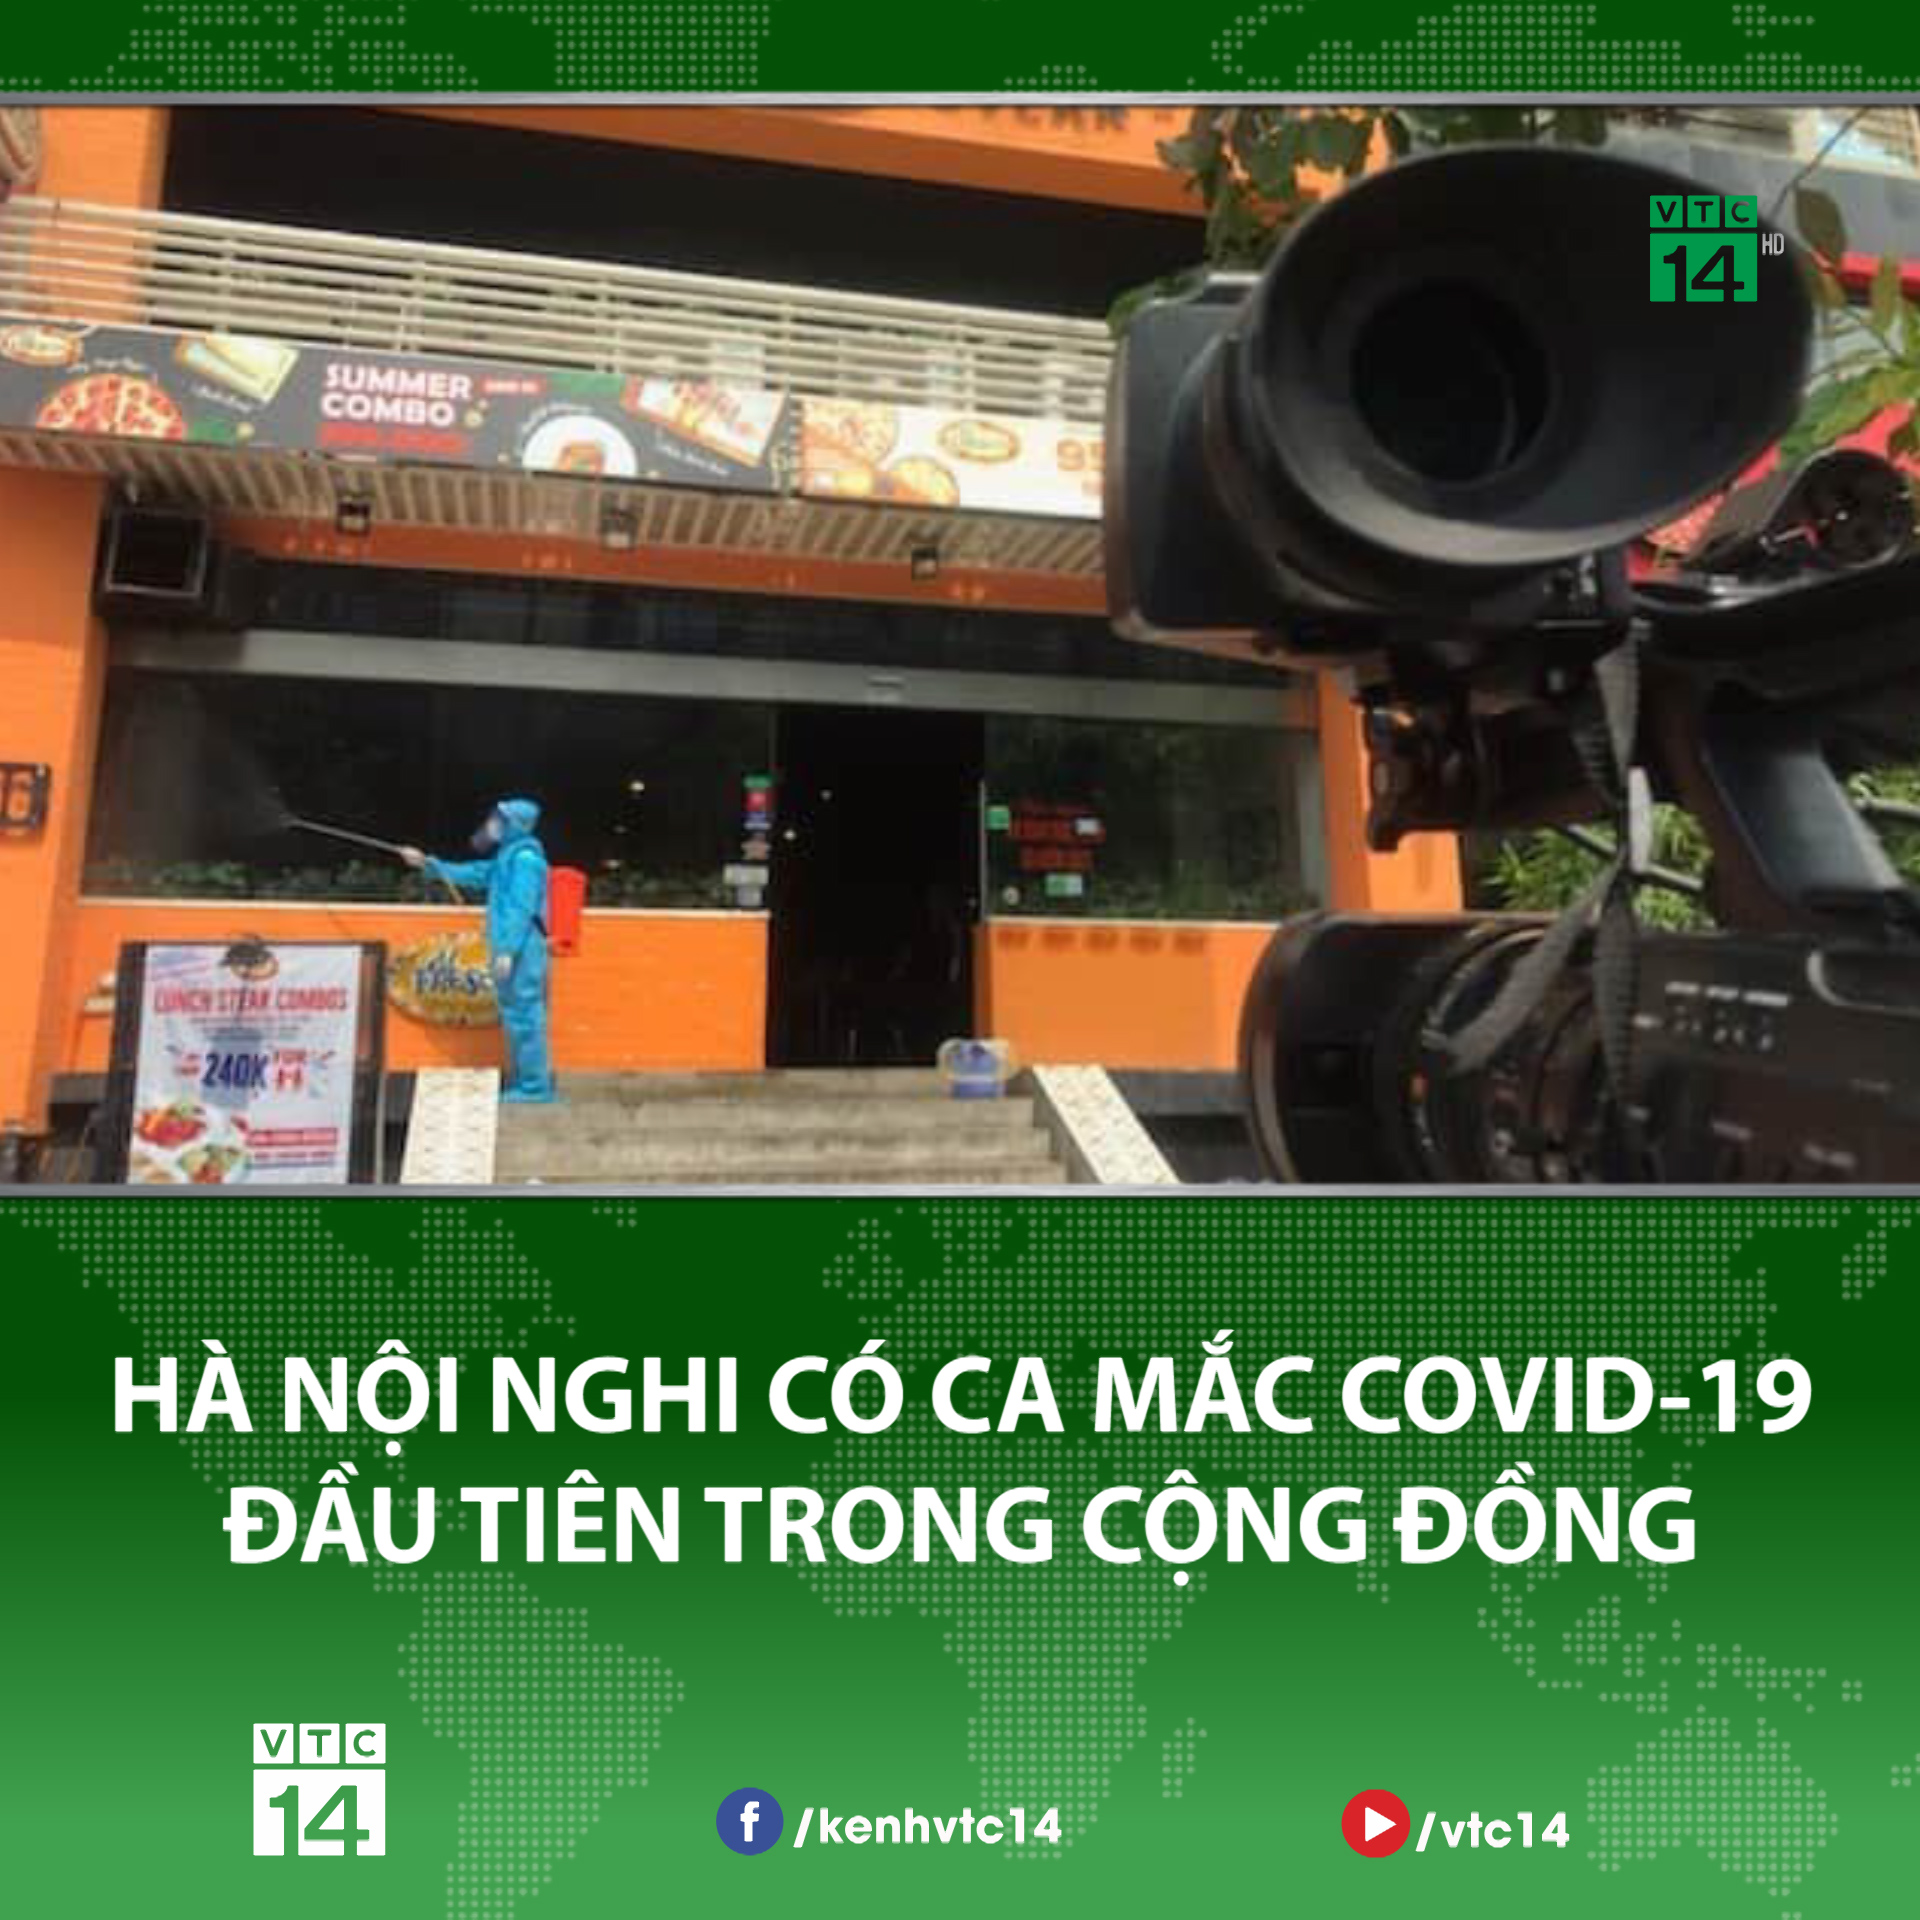 VTC
14 HD
SUMMER
COMBO
LUNCH STEAK COMBOS
240K FOR
HÀ NỘI NGHI CÓ CA MẮC COVID-19
ĐẦU TIÊN TRONG CỘNG ĐỒNG
VTC
14
/kenhvtc14
/vtc14